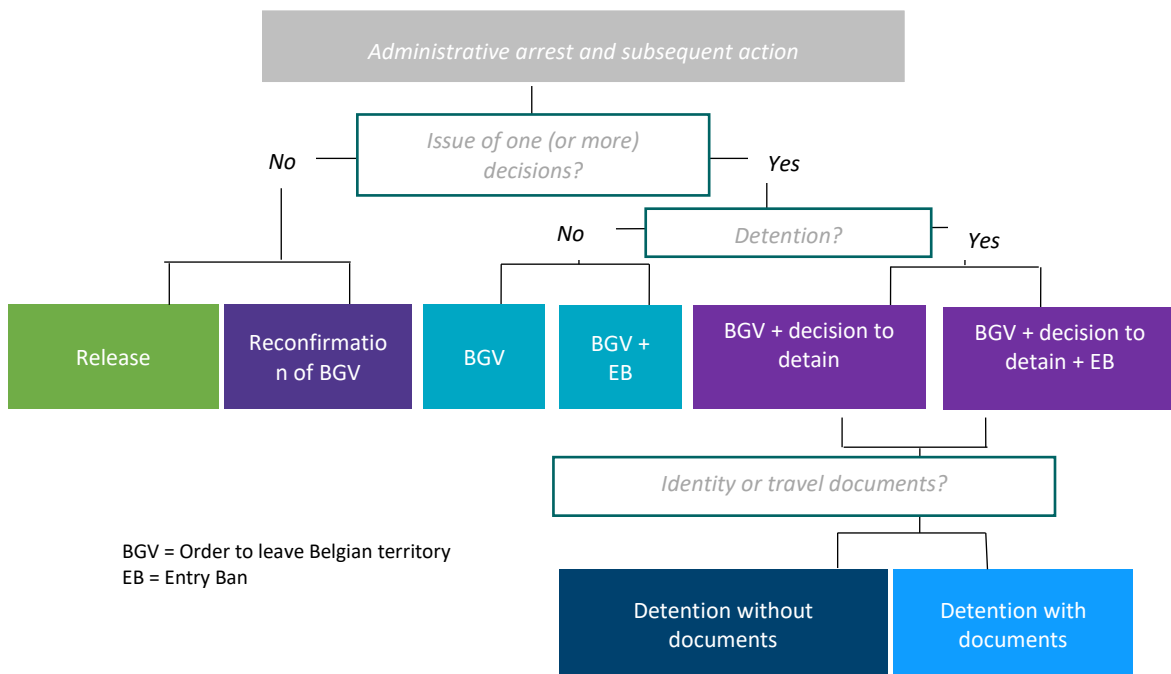 Administrative arrest and subsequent action
Issue of one (or more)
decisions?
No
Yes
Detention?
No
Yes
Release
Reconfirmatio
n of BGV
BGV
BGV +
EB
BGV + decision to
detain
BGV + decision to
detain + EB
Identity or travel documents?
BGV = Order to leave Belgian territory
EB = Entry Ban
Detention without
documents
Detention with
documents